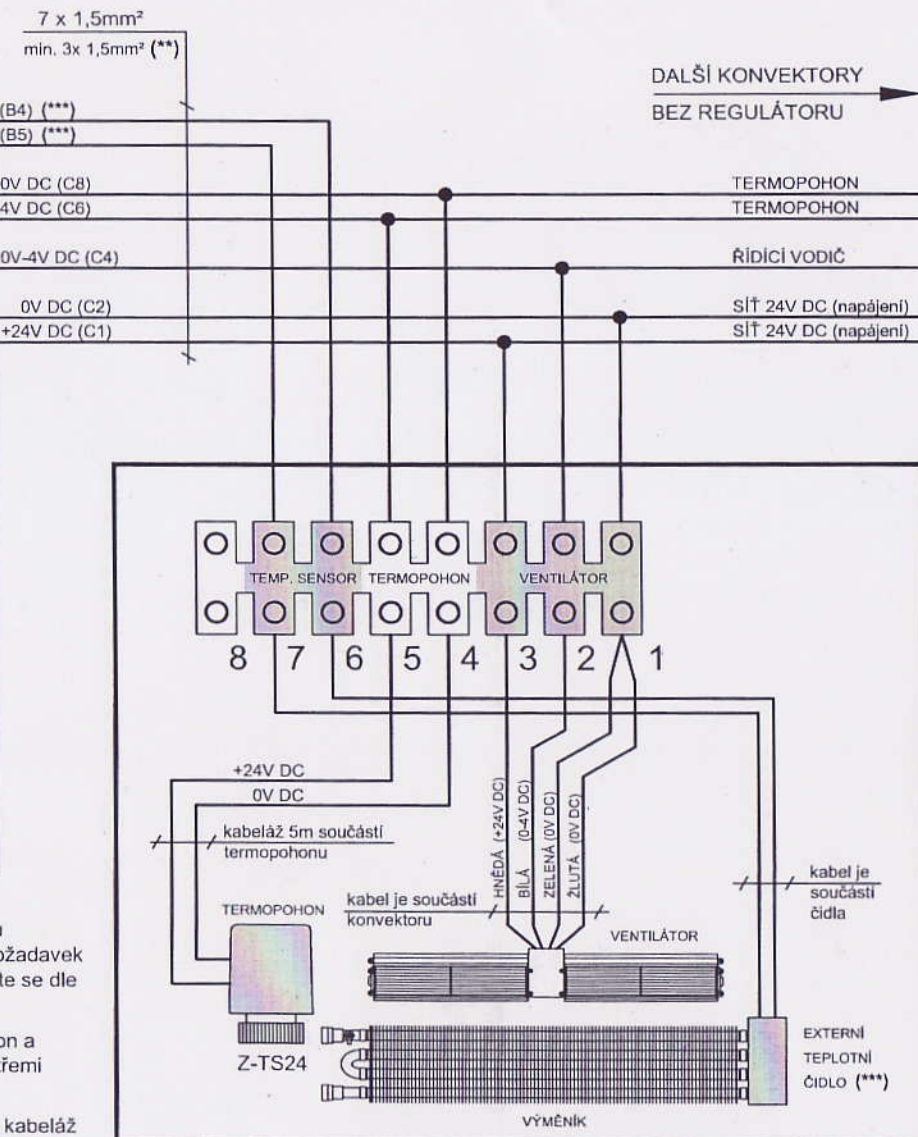 7 x 1,5mm²
min. 3x 1,5mm² (**)
DALŠÍ KONVEKTORY
BEZ REGULÁTORU
(B4) (***)
(B5) (***)
0V DC (C8)
TERMOPOHON
4V DC (C6)
TERMOPOHON
0V-4V DC (C4)
ŘÍDÍCÍ VODIČ
0V DC (C2)
SÍŤ 24V DC (napájení)
+24V DC (C1)
SÍŤ 24V DC (napájení)
TEMP. SENSOR
TERMOPOHON
VENTILÁTOR
8 7 6 5 4 3 2 1
+24V DC
0V DC
kabeláž 5m součástí
termopohonu
HNĚDÁ (+24V DC)
BÍLÁ (0-4V DC)
ZELENÁ (0V DC)
ŽLUTÁ (0V DC)
kabel je
součástí
čidla
kabel je součástí
konvektoru
TERMOPOHON
VENTILÁTOR
Z-TS24
EXTERNÍ
TEPLOTNÍ
ČIDLO (***)
VÝMĚNÍK
ožadavek
te se dle
on a
třemi
kabeláž